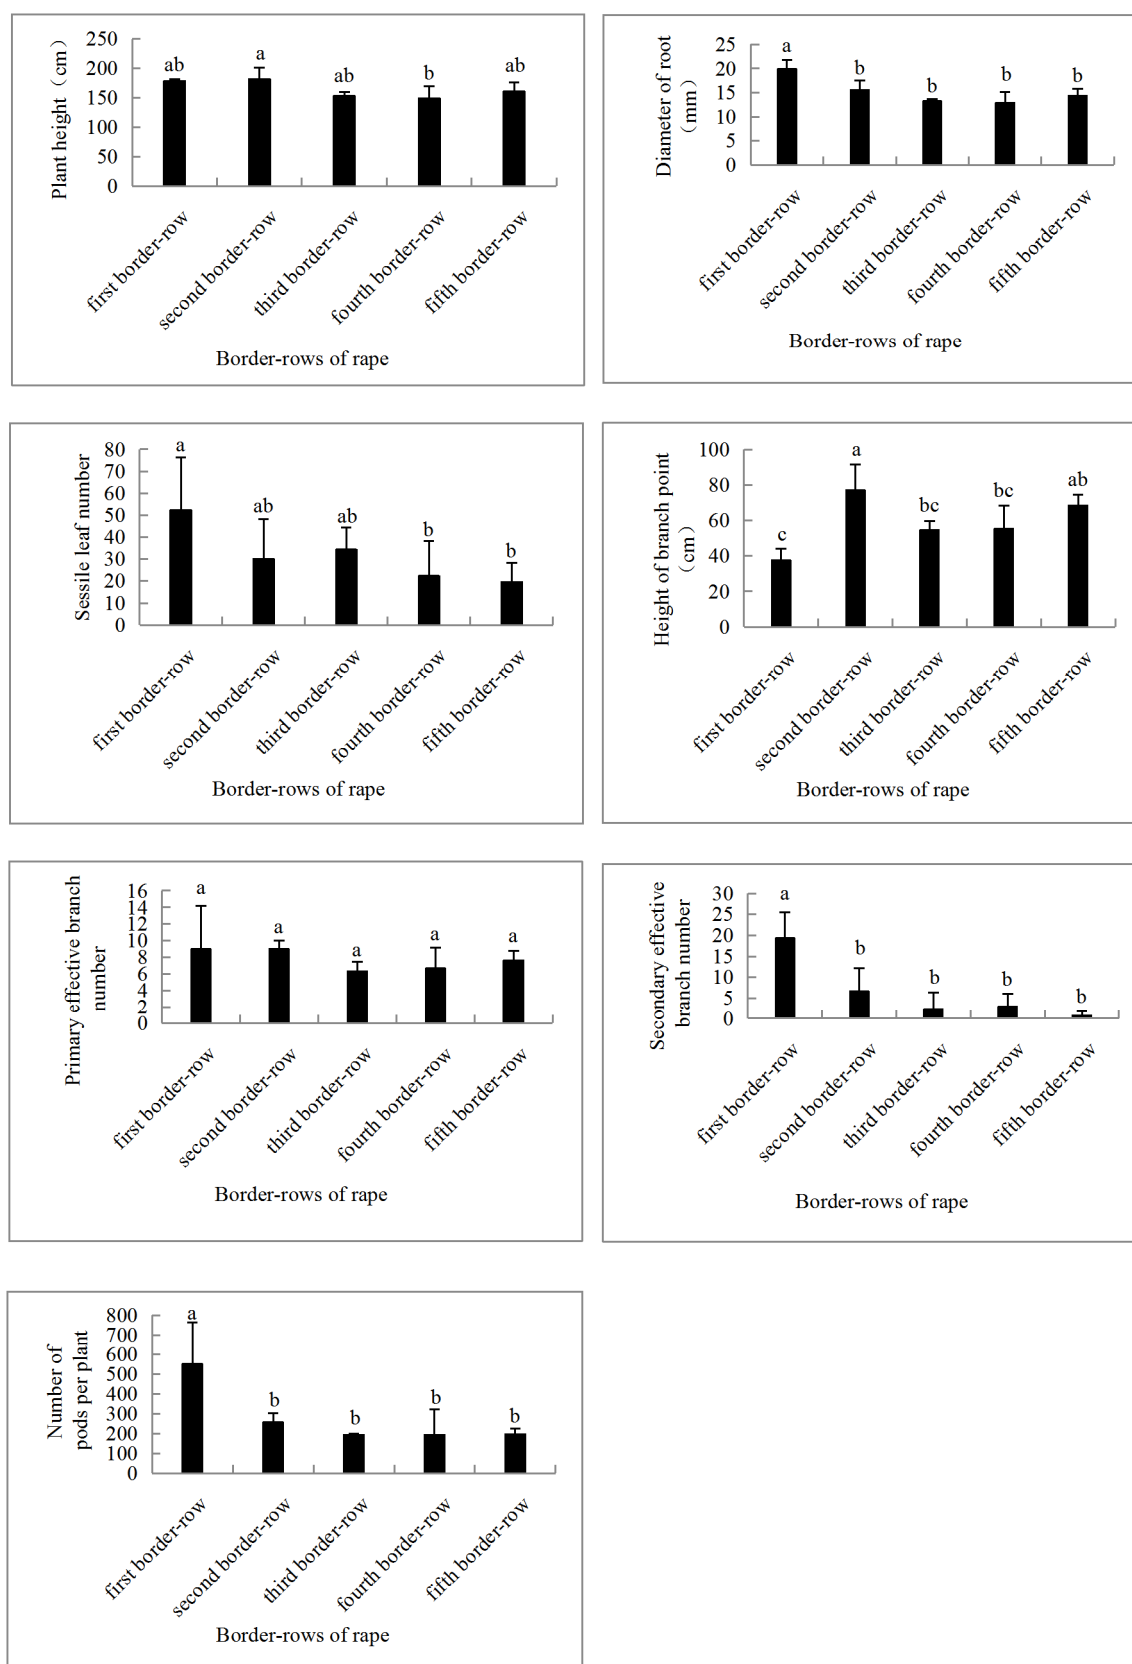 Plant height（cm）
250
200
150
100
50
0
ab
a
ab
b
ab
first border-row
second border-row
third border-row
fourth border-row
fifth border-row
Border-rows of rape
Diameter of root
（mm）
25
20
15
10
5
0
a
b
b
b
b
first border-row
second border-row
third border-row
fourth border-row
fifth border-row
Border-rows of rape
Sessile leaf number
80
70
60
50
40
30
20
10
0
a
ab
ab
b
b
first border-row
second border-row
third border-row
fourth border-row
fifth border-row
Border-rows of rape
Height of branch point
（cm）
100
80
60
40
20
0
c
a
bc
bc
ab
first border-row
second border-row
third border-row
fourth border-row
fifth border-row
Border-rows of rape
Primary effective branch
number
16
14
12
10
8
6
4
2
0
a
a
a
a
a
first border-row
second border-row
third border-row
fourth border-row
fifth border-row
Border-rows of rape
Secondary effective
branch number
30
25
20
15
10
5
0
a
b
b
b
b
first border-row
second border-row
third border-row
fourth border-row
fifth border-row
Border-rows of rape
Number of
pods per plant
800
700
600
500
400
300
200
100
0
a
b
b
b
b
first border-row
second border-row
third border-row
fourth border-row
fifth border-row
Border-rows of rape